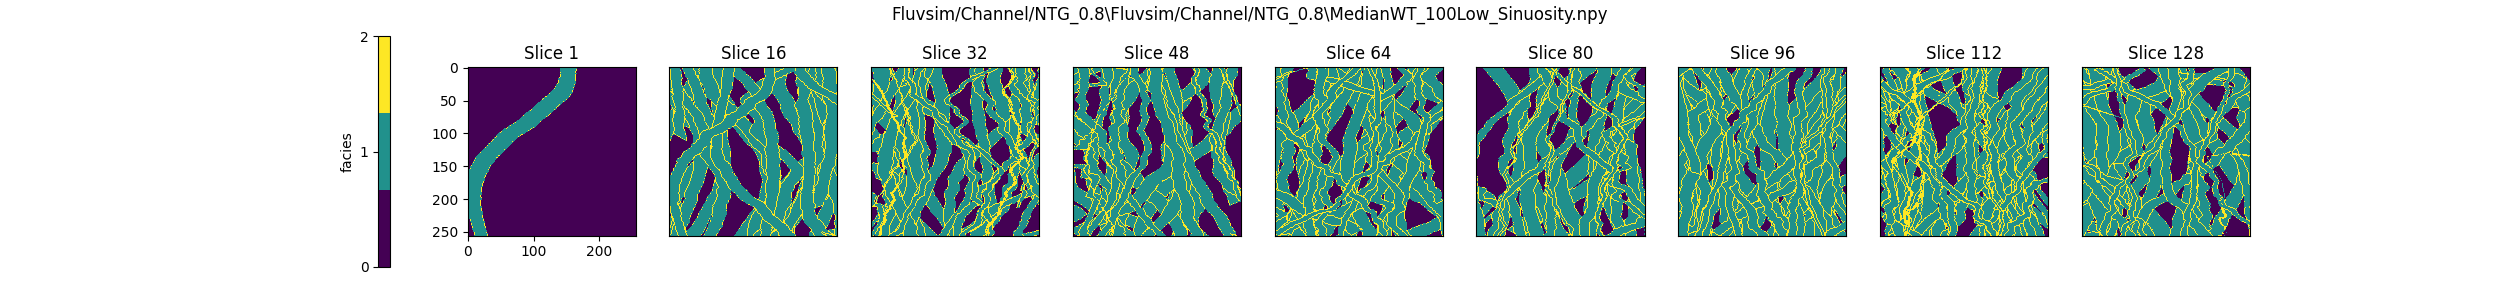 Fluvsim/Channel/NTG_0.8\Fluvsim/Channel/NTG_0.8\MedianWT_100Low_Sinuosity.npy
2
1
0
facies
Slice 1
Slice 16
Slice 32
Slice 48
Slice 64
Slice 80
Slice 96
Slice 112
Slice 128
0
50
100
150
200
250
0 100 200